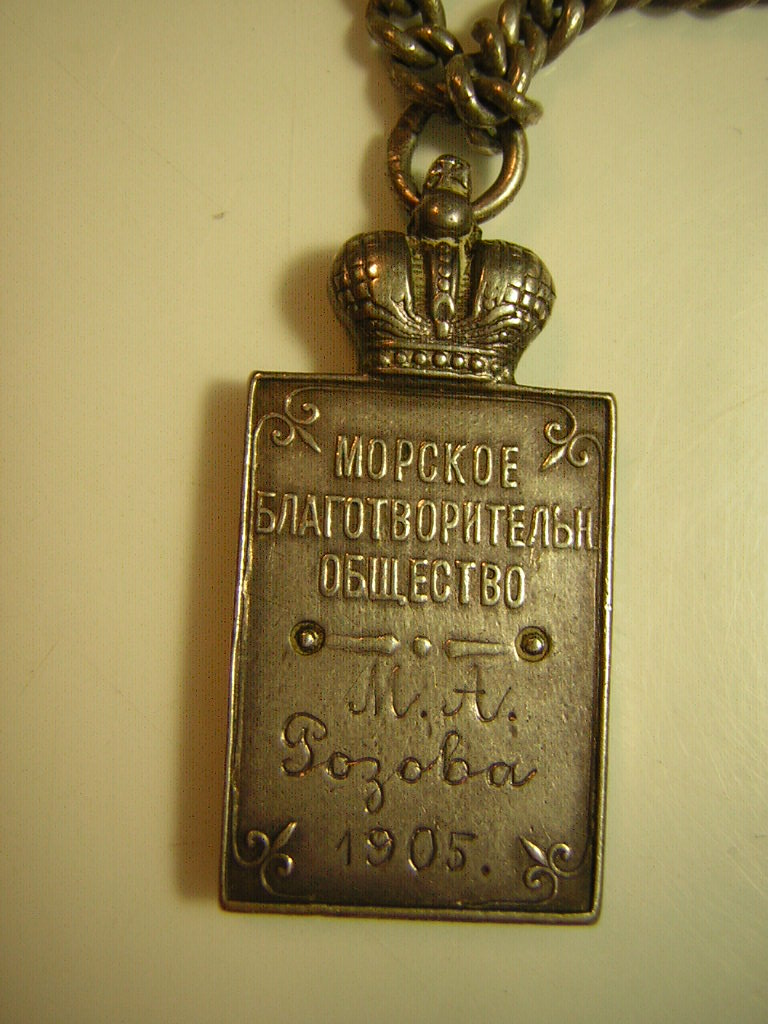 МОРСКОЕ
БЛАГОТВОРИТЕЛЬН.
ОБЩЕСТВО
М. А.
Розова
1905.